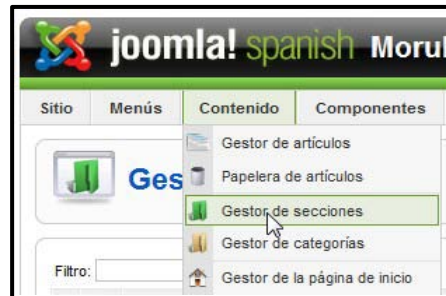 joomla! spanish Morul
Sitio Menús Contenido Componentes
Gestor de artículos
Papelera de artículos
Ges
Gestor de secciones
Gestor de categorías
Filtro:
Gestor de la página de inicio